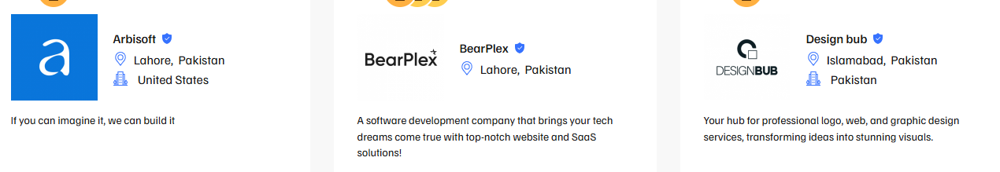 a
Arbisoft
Lahore, Pakistan
United States
If you can imagine it, we can build it
BearPlex
BearPlex
Lahore, Pakistan
A software development company that brings your tech
dreams come true with top-notch website and SaaS
solutions!
DESIGNBUB
Design bub
Islamabad, Pakistan
Pakistan
Your hub for professional logo, web, and graphic design
services, transforming ideas into stunning visuals.